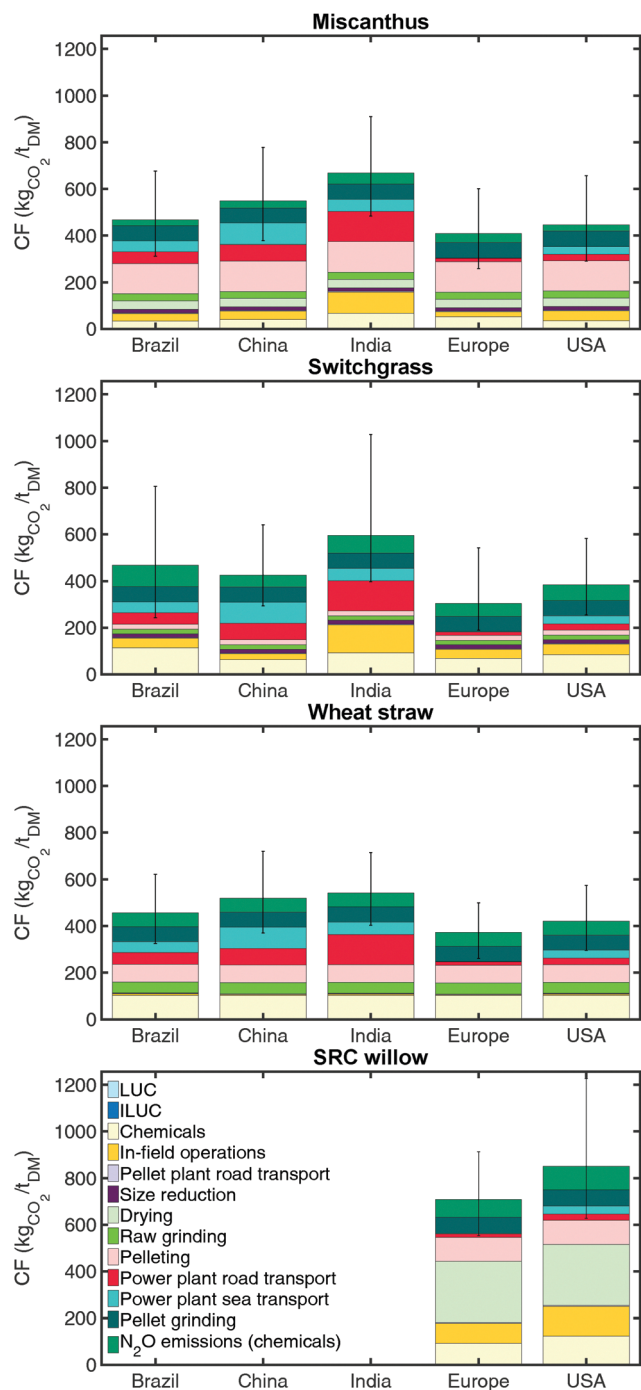 Miscanthus
1200
1000
800
600
400
200
0
CF (kgCO2/tDM)
Brazil China India Europe USA
Switchgrass
1200
1000
800
600
400
200
0
CF (kgCO2/tDM)
Brazil China India Europe USA
Wheat straw
1200
1000
800
600
400
200
0
CF (kgCO2/tDM)
Brazil China India Europe USA
SRC willow
1200
1000
800
600
400
200
0
CF (kgCO2/tDM)
LUC
ILUC
Chemicals
In-field operations
Pellet plant road transport
Size reduction
Drying
Raw grinding
Pelleting
Power plant road transport
Power plant sea transport
Pellet grinding
N2O emissions (chemicals)
Brazil China India Europe USA